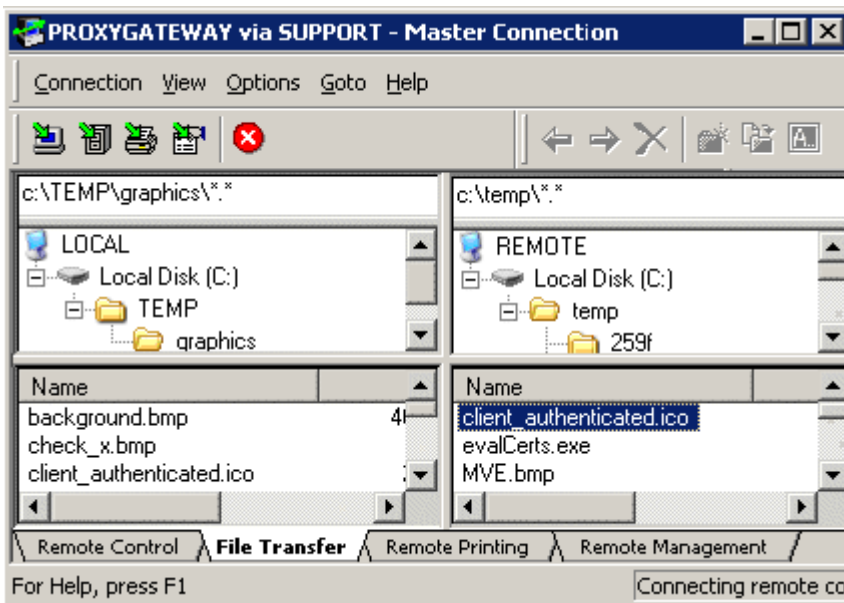 PROXYGATEWAY via SUPPORT - Master Connection
Connection View Options Goto Help
A..
c:\TEMP\graphics\*.*
c:\temp\*.*
LOCAL
Local Disk (C:)
TEMP
graphics
REMOTE
Local Disk (C:)
temp
259f
Name
background.bmp
check_x.bmp
client_authenticated.ico
Name
client_authenticated.ico
evalCerts.exe
MVE.bmp
Remote Control File Transfer Remote Printing Remote Management
For Help, press F1 Connecting remote co